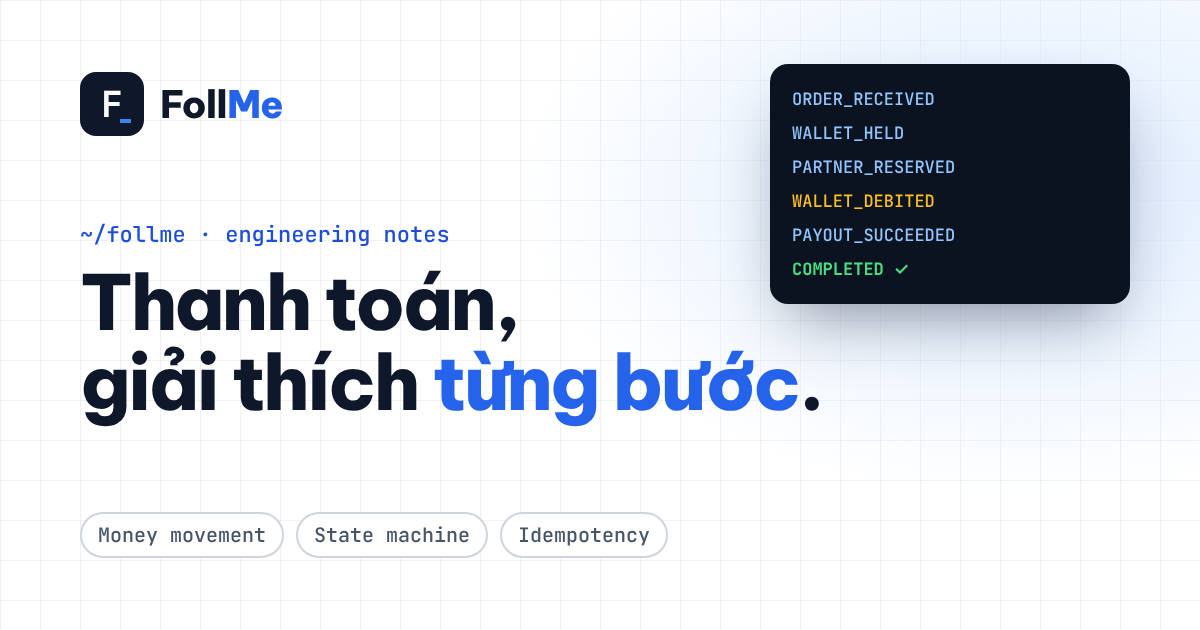 F_
FollMe
ORDER_RECEIVED
WALLET_HELD
PARTNER_RESERVED
WALLET_DEBITED
PAYOUT_SUCCEEDED
COMPLETED ✓
~/follme · engineering notes
Thanh toán,
giải thích từng bước.
Money movement
State machine
Idempotency